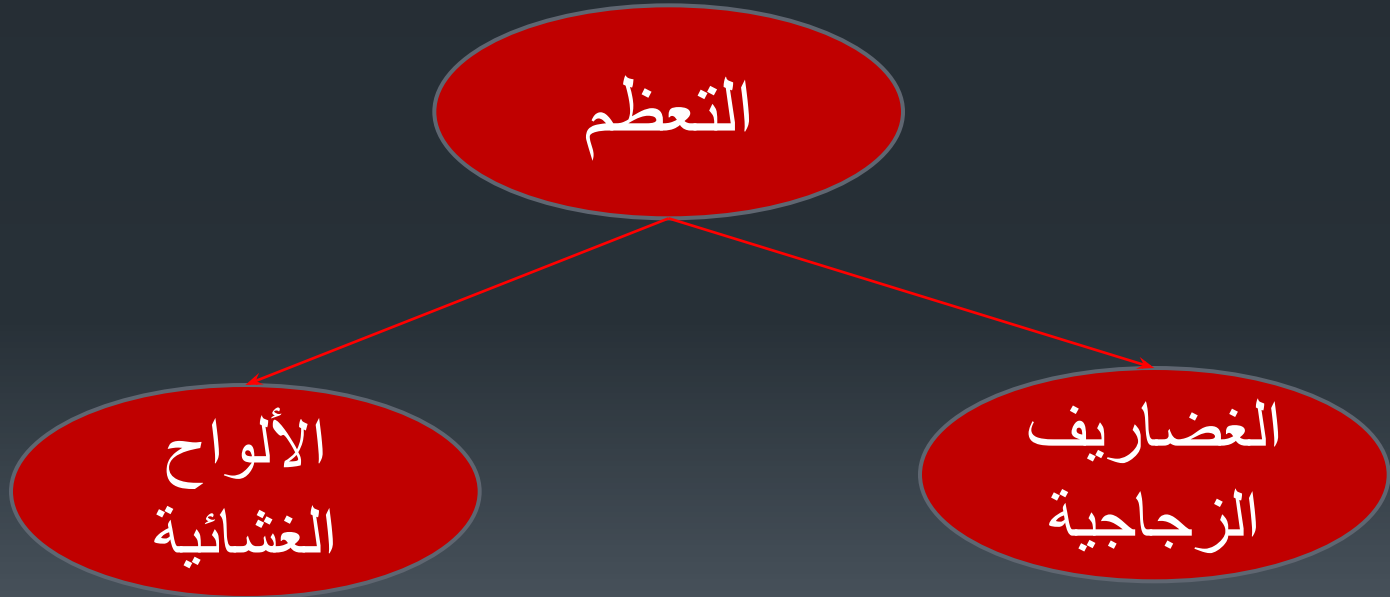 التعظم
الغضاريف
الزجاجية
الألواح
الغشائية